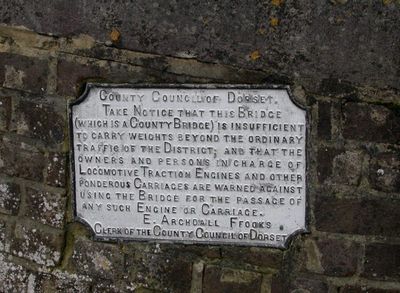 COUNTY COUNCIL OF DORSET.
TAKE NOTICE THAT THIS BRIDGE
(WHICH IS A COUNTY BRIDGE) IS INSUFFICIENT
TO CARRY WEIGHTS BEYOND THE ORDINARY
TRAFFIC OF THE DISTRICT; AND THAT THE
OWNERS AND PERSONS IN CHARGE OF
LOCOMOTIVE TRACTION ENGINES AND OTHER
PONDEROUS CARRIAGES ARE WARNED AGAINST
USING THE BRIDGE FOR THE PASSAGE OF
ANY SUCH ENGINE OR CARRIAGE.
E. ARCHDALL FFOOKS.
CLERK OF THE COUNTY COUNCIL OF DORSET